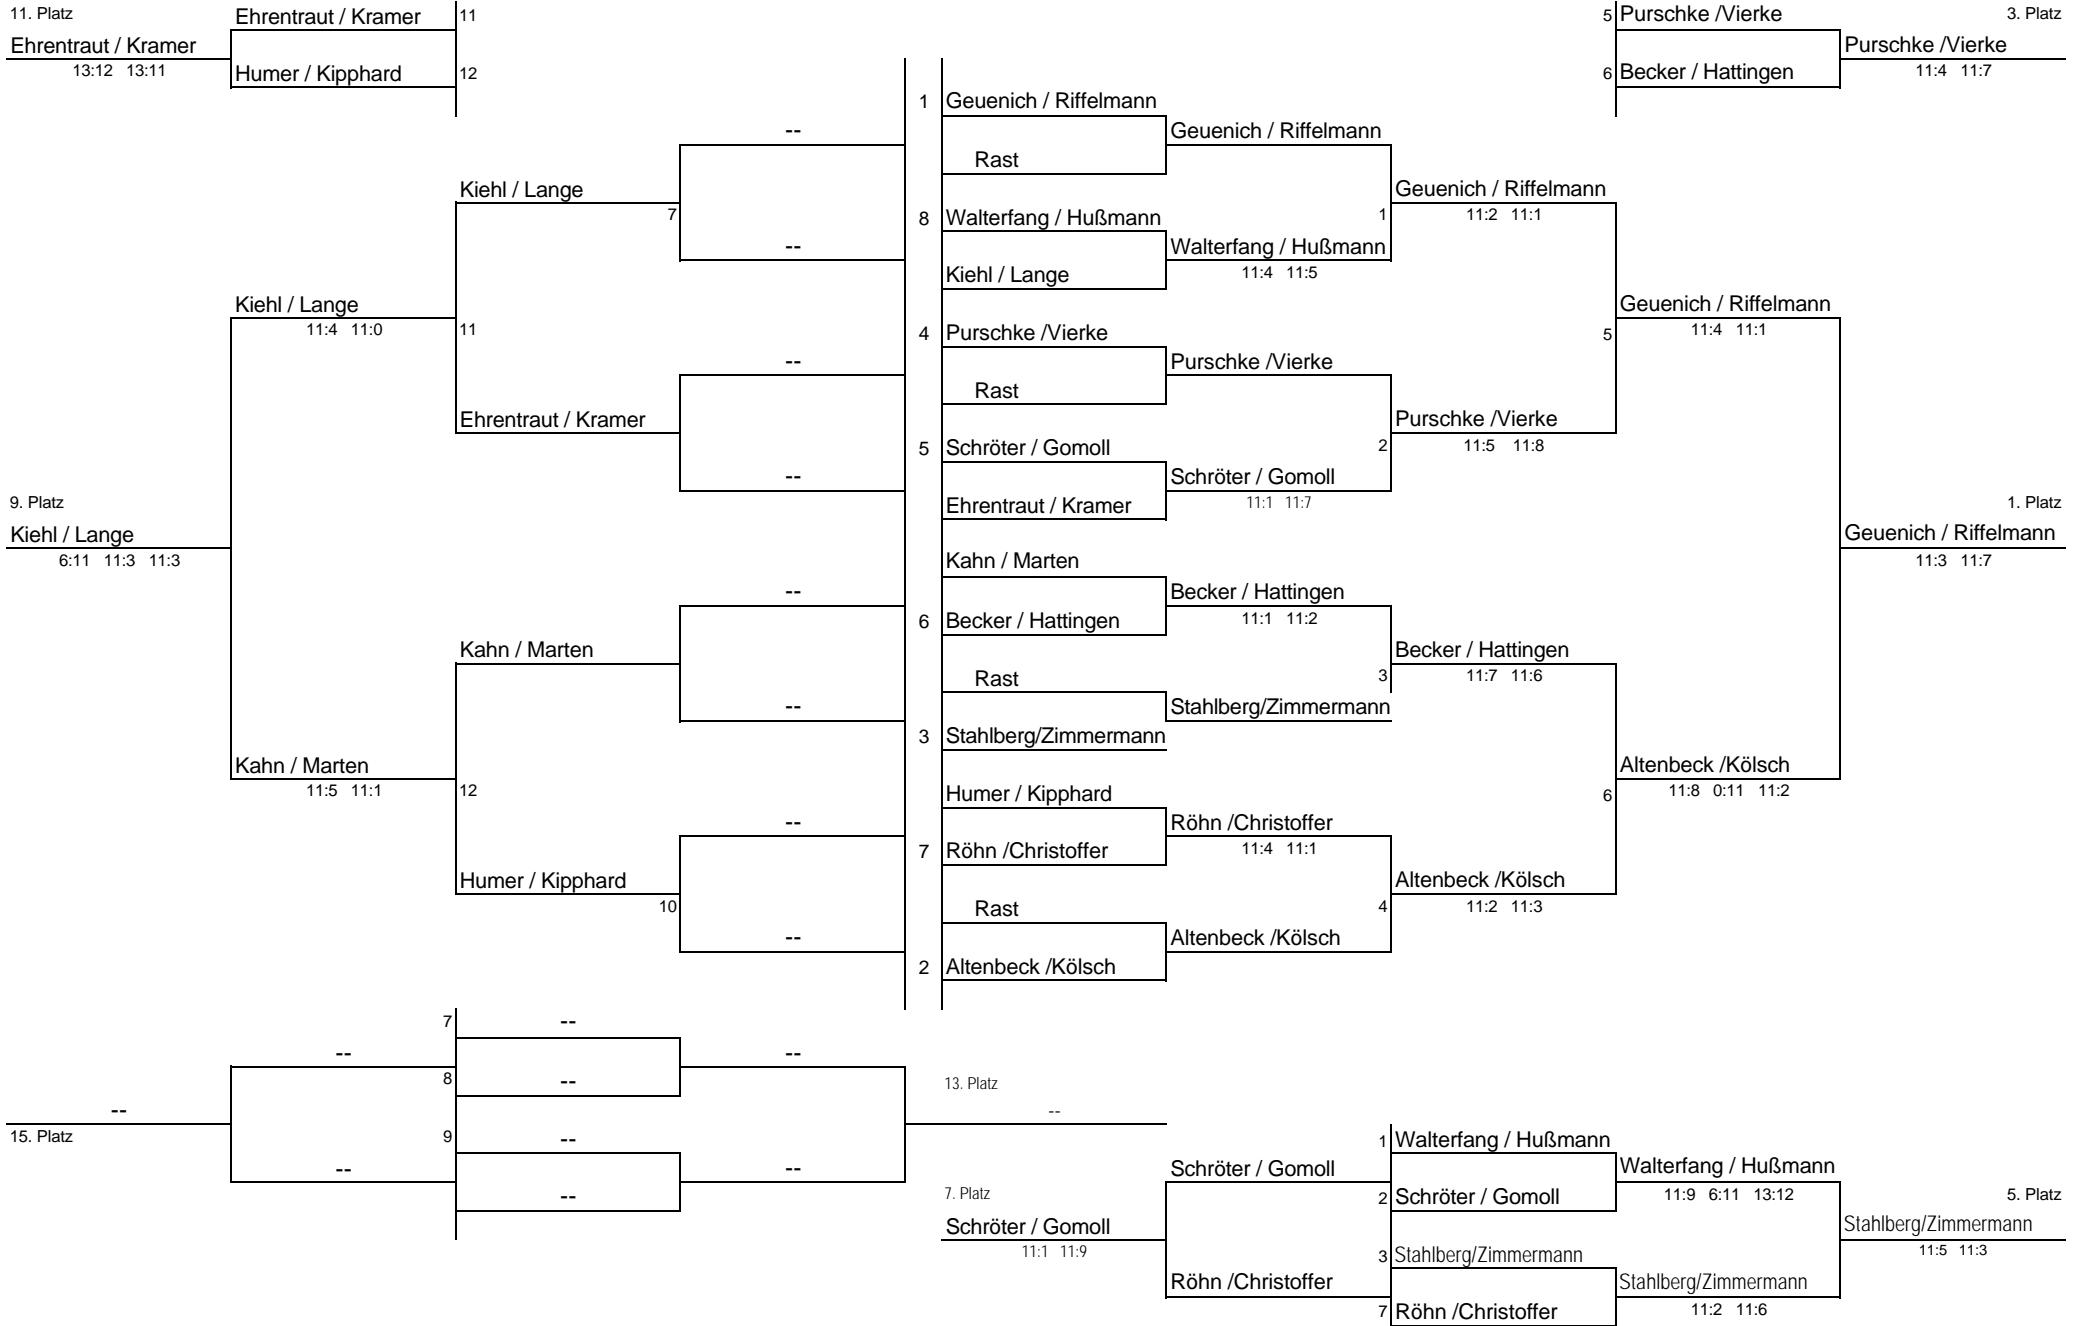 11. Platz
Ehrentraut / Kramer
11
Ehrentraut / Kramer
13:12 13:11
Humer / Kipphard
12
5
Purschke /Vierke
3. Platz
Purschke /Vierke
6
Becker / Hattingen
11:4 11:7
1
Geuenich / Riffelmann
--
Geuenich / Riffelmann
Rast
Kiehl / Lange
7
Geuenich / Riffelmann
11:2 11:1
8
Walterfang / Hußmann
1
--
Walterfang / Hußmann
Kiehl / Lange
11:4 11:5
Kiehl / Lange
11:4 11:0
11
Geuenich / Riffelmann
11:4 11:1
5
4
Purschke /Vierke
--
Purschke /Vierke
Rast
Ehrentraut / Kramer
Purschke /Vierke
11:5 11:8
5
Schröter / Gomoll
2
--
Schröter / Gomoll
11:1 11:7
Ehrentraut / Kramer
9. Platz
Kiehl / Lange
6:11 11:3 11:3
1. Platz
Geuenich / Riffelmann
11:3 11:7
Kahn / Marten
--
Becker / Hattingen
11:1 11:2
6
Becker / Hattingen
Kahn / Marten
Becker / Hattingen
11:7 11:6
Rast
3
--
Stahlberg/Zimmermann
3
Stahlberg/Zimmermann
Kahn / Marten
11:5 11:1
12
Altenbeck /Kölsch
11:8 0:11 11:2
6
Humer / Kipphard
--
Röhn /Christoffer
11:4 11:1
7
Röhn /Christoffer
Humer / Kipphard
10
Altenbeck /Kölsch
11:2 11:3
Rast
4
--
Altenbeck /Kölsch
2
Altenbeck /Kölsch
7
--
--
--
8
--
13. Platz
--
--
15. Platz
9
--
--
--
--
1
Walterfang / Hußmann
Schröter / Gomoll
Walterfang / Hußmann
11:9 6:11 13:12
2
Schröter / Gomoll
7. Platz
Schröter / Gomoll
11:1 11:9
5. Platz
Stahlberg/Zimmermann
11:5 11:3
3
Stahlberg/Zimmermann
Röhn /Christoffer
Stahlberg/Zimmermann
11:2 11:6
7
Röhn /Christoffer